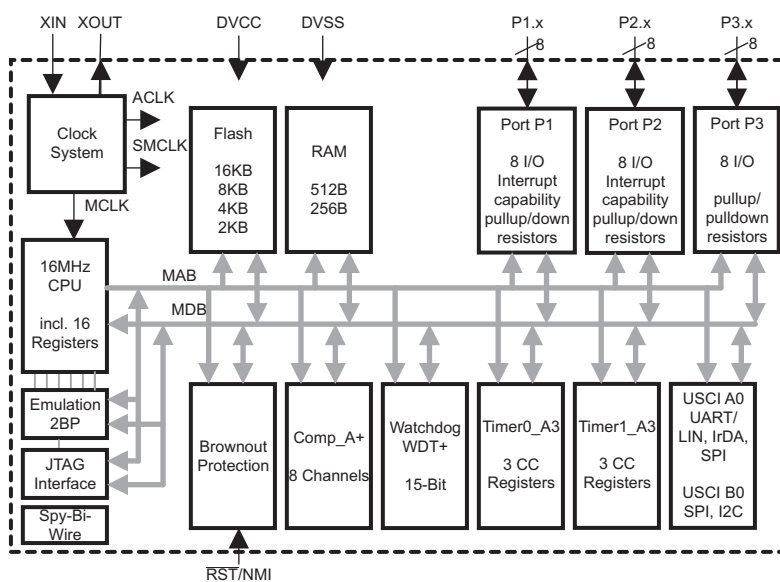 XIN XOUT DVCC DVSS P1.x P2.x P3.x
8 8 8
ACLK
SMCLK
MCLK
Clock
System
Flash
16KB
8KB
4KB
2KB
RAM
512B
256B
Port P1
8 I/O
Interrupt
capability
pullup/down
resistors
Port P2
8 I/O
Interrupt
capability
pullup/down
resistors
Port P3
8 I/O
pullup/
pulldown
resistors
16MHz
CPU
incl. 16
Registers
MAB
MDB
Emulation
2BP
JTAG
Interface
Spy-Bi-
Wire
Brownout
Protection
Comp_A+
8 Channels
Watchdog
WDT+
15-Bit
Timer0_A3
3 CC
Registers
Timer1_A3
3 CC
Registers
USCI A0
UART/
LIN, IrDA,
SPI
USCI B0
SPI, I2C
RST/NMI